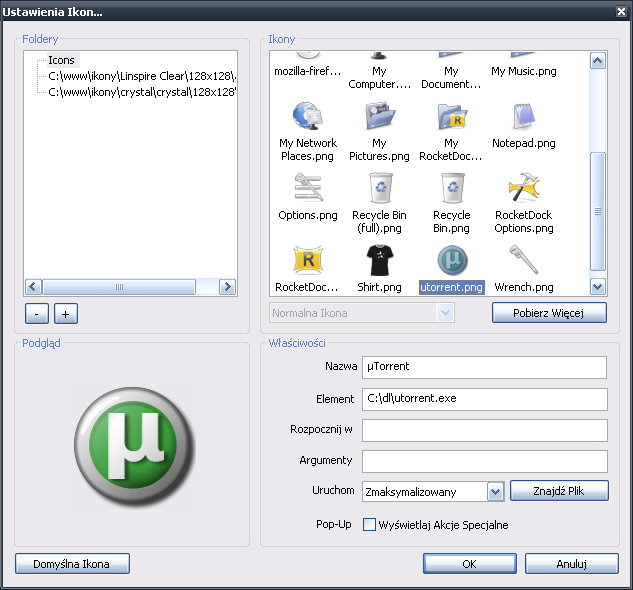 Ustawienia Ikon...
Foldery
Icons
C:\www\ikony\Linspire Clear\128x128\
C:\www\ikony\crystal\crystal\128x128\
-
+
Ikony
mozilla-firef... My Computer.... My Document... My Music.png
My Network Places.png My Pictures.png My RocketDoc... Notepad.png
Options.png Recycle Bin (full).png Recycle Bin.png RocketDock Options.png
RocketDoc... Shirt.png utorrent.png Wrench.png
Normalna Ikona
Pobierz Więcej
Podgląd
µ
Właściwości
Nazwa µTorrent
Element C:\dl\utorrent.exe
Rozpocznij w
Argumenty
Uruchom Zmaksymalizowany Znajdź Plik
Pop-Up Wyświetlaj Akcje Specjalne
Domyślna Ikona
OK
Anuluj